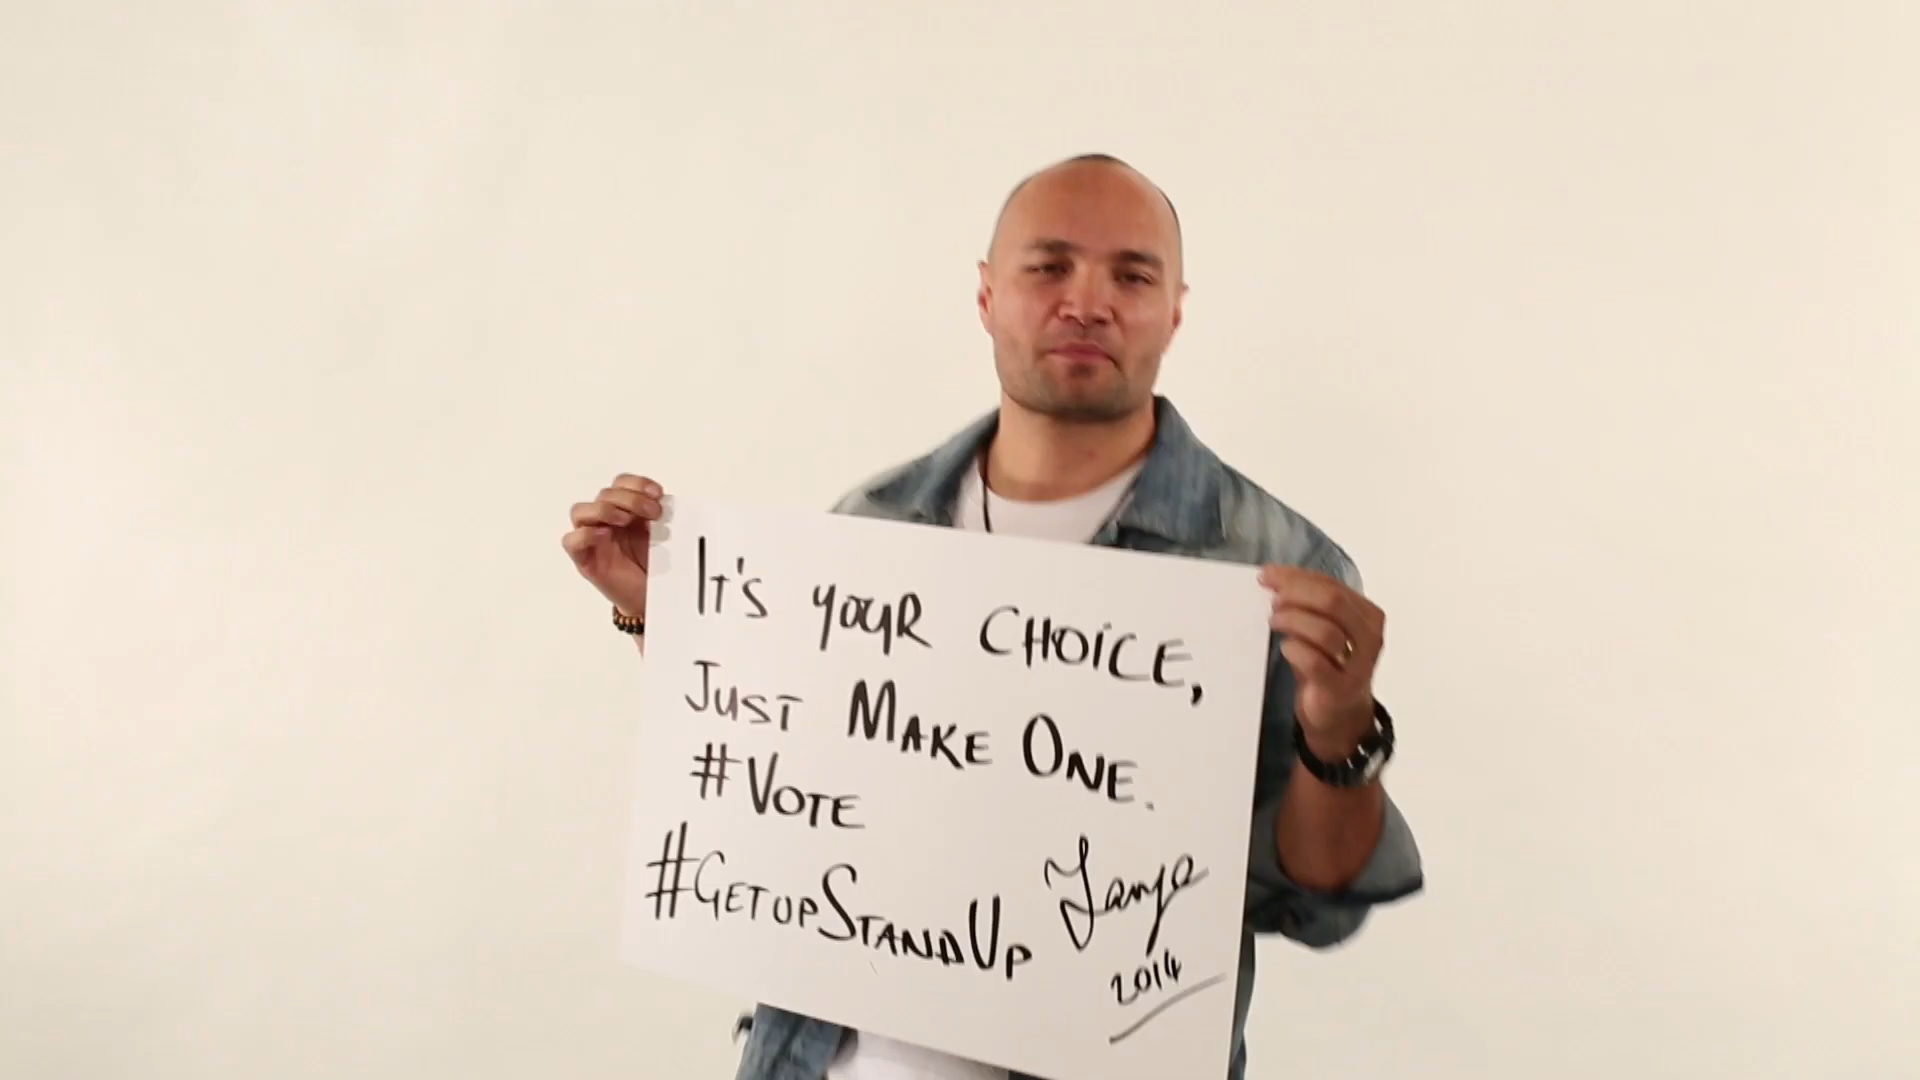 It's your CHOICE,
JUST MAKE ONE.
#VOTE
#GETUPSTANDUP
2014